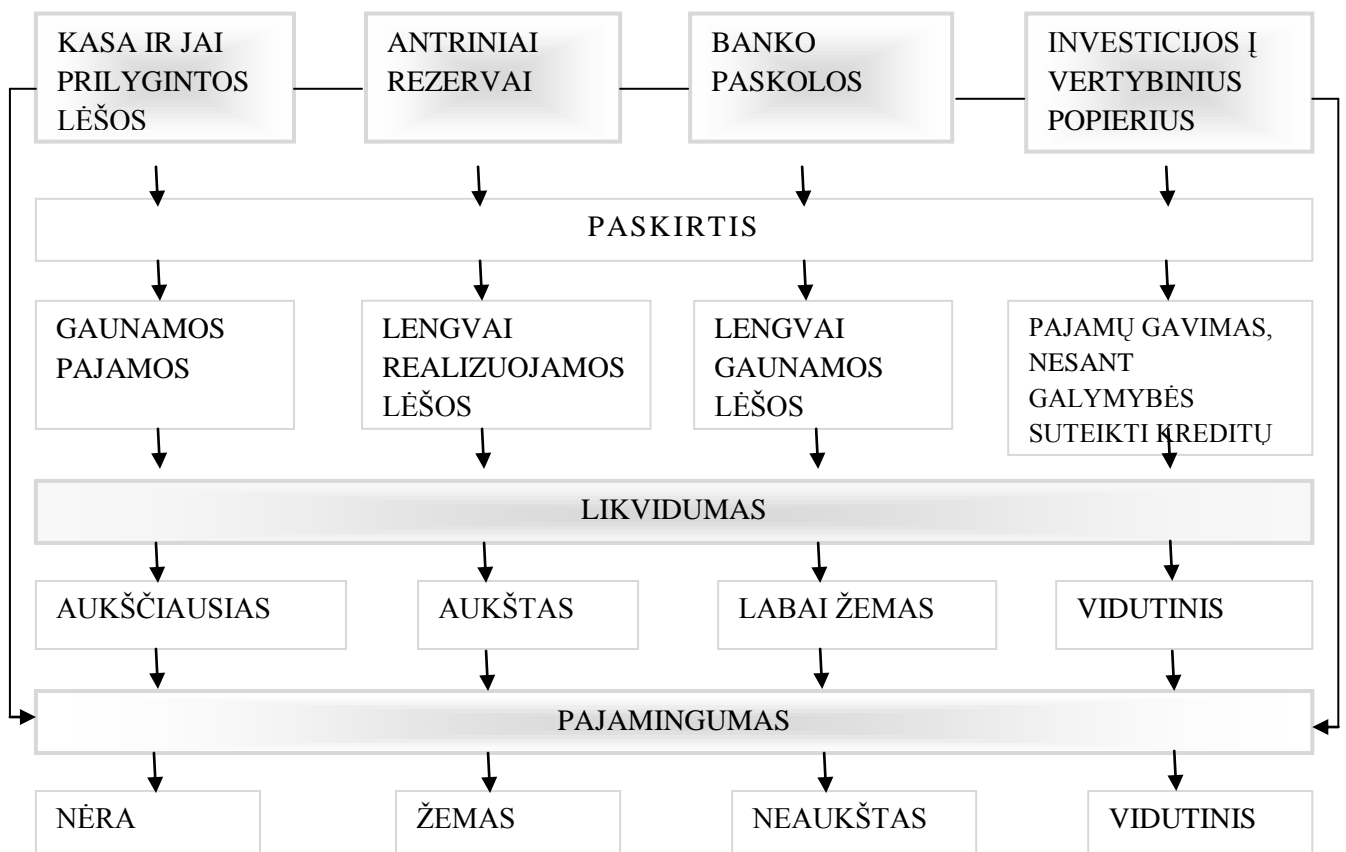 KASA IR JAI
PRILYGINTOS
LĖŠOS
ANTRINIAI
REZERVAI
BANKO
PASKOLOS
INVESTICIJOS Į
VERTYBINIUS
POPIERIUS
PASKIRTIS
GAUNAMOS
PAJAMOS
LENGVAI
REALIZUOJAMOS
LĖŠOS
LENGVAI
GAUNAMOS
LĖŠOS
PAJAMŲ GAVIMAS,
NESANT
GALYMYBĖS
SUTEIKTI KREDITŲ
LIKVIDUMAS
AUKŠČIAUSIAS
AUKŠTAS
LABAI ŽEMAS
VIDUTINIS
PAJAMINGUMAS
NĖRA
ŽEMAS
NEAUKŠTAS
VIDUTINIS